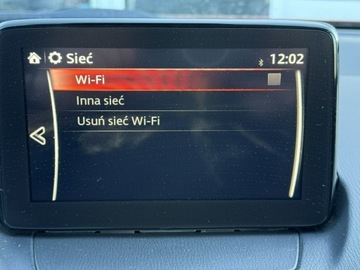 Sieć
12:02
Wi-Fi
Inna sieć
Usuń sieć Wi-Fi